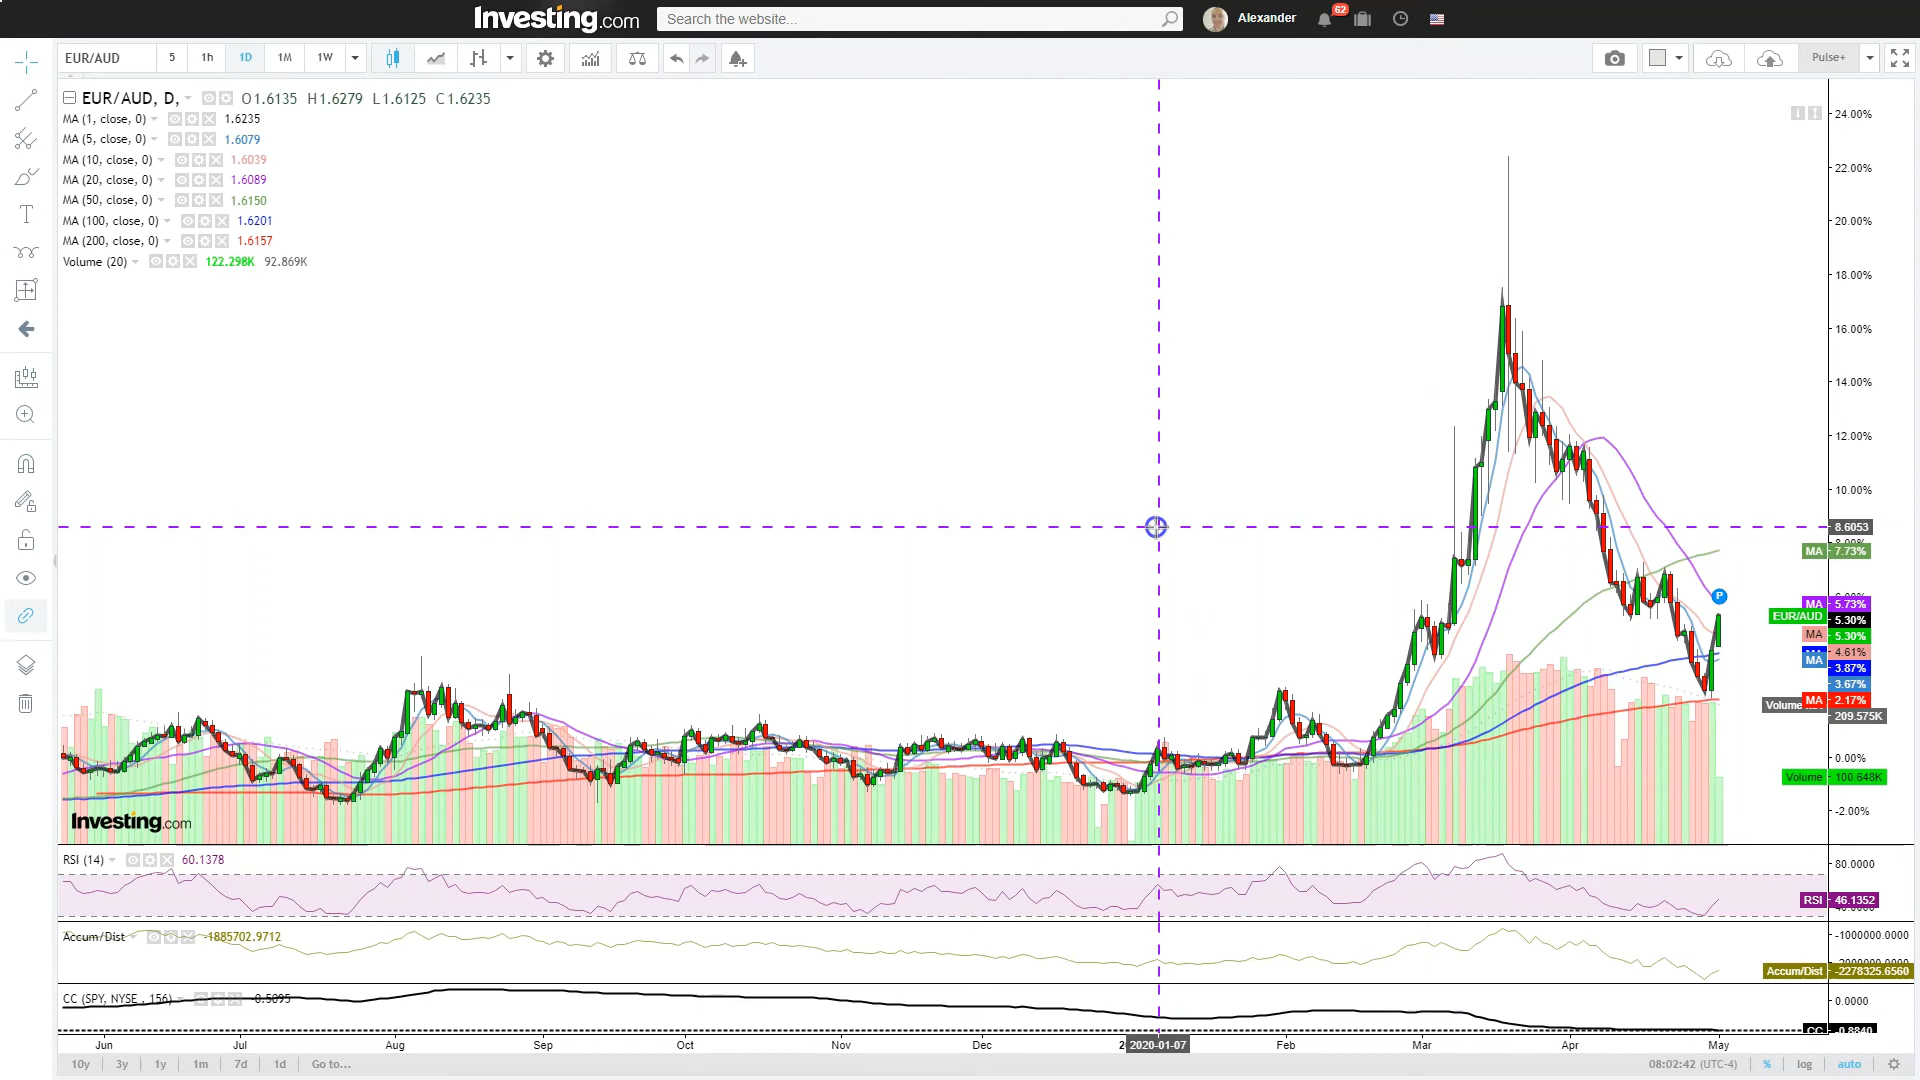 Investing.com
Search the website...
Alexander
62
EUR/AUD 5 1h 1D 1M 1W
Pulse+
EUR/AUD, D, O1.6135 H1.6279 L1.6125 C1.6235
MA (1, close, 0) 1.6235
MA (5, close, 0) 1.6079
MA (10, close, 0) 1.6039
MA (20, close, 0) 1.6089
MA (50, close, 0) 1.6150
MA (100, close, 0) 1.6201
MA (200, close, 0) 1.6157
Volume (20) 122.298K 92.869K
24.00%
22.00%
20.00%
18.00%
16.00%
14.00%
12.00%
10.00%
8.6053
MA 7.73%
P
MA 5.73%
EUR/AUD 5.30%
5.30%
MA 4.61%
MA 3.87%
3.67%
MA 2.17%
Volume 209.575K
0.00%
Volume 100.648K
-2.00%
Investing.com
RSI (14) 60.1378
80.0000
RSI 46.1352
Accum/Dist -1885702.9712
-1000000.0000
Accum/Dist -2278325.6560
CC (SPY, NYSE , 156) -0.5095
0.0000
CC -0.8840
Jun Jul Aug Sep Oct Nov Dec 2020-01-07 Feb Mar Apr May
10y 3y 1y 1m 7d 1d Go to... 08:02:42 (UTC-4) % log auto